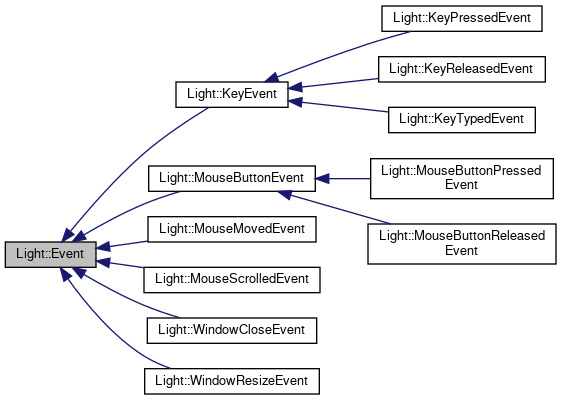 Light::KeyPressedEvent
Light::KeyReleasedEvent
Light::KeyEvent
Light::KeyTypedEvent
Light::MouseButtonPressed
Event
Light::MouseButtonEvent
Light::MouseButtonReleased
Event
Light::MouseMovedEvent
Light::Event
Light::MouseScrolledEvent
Light::WindowCloseEvent
Light::WindowResizeEvent